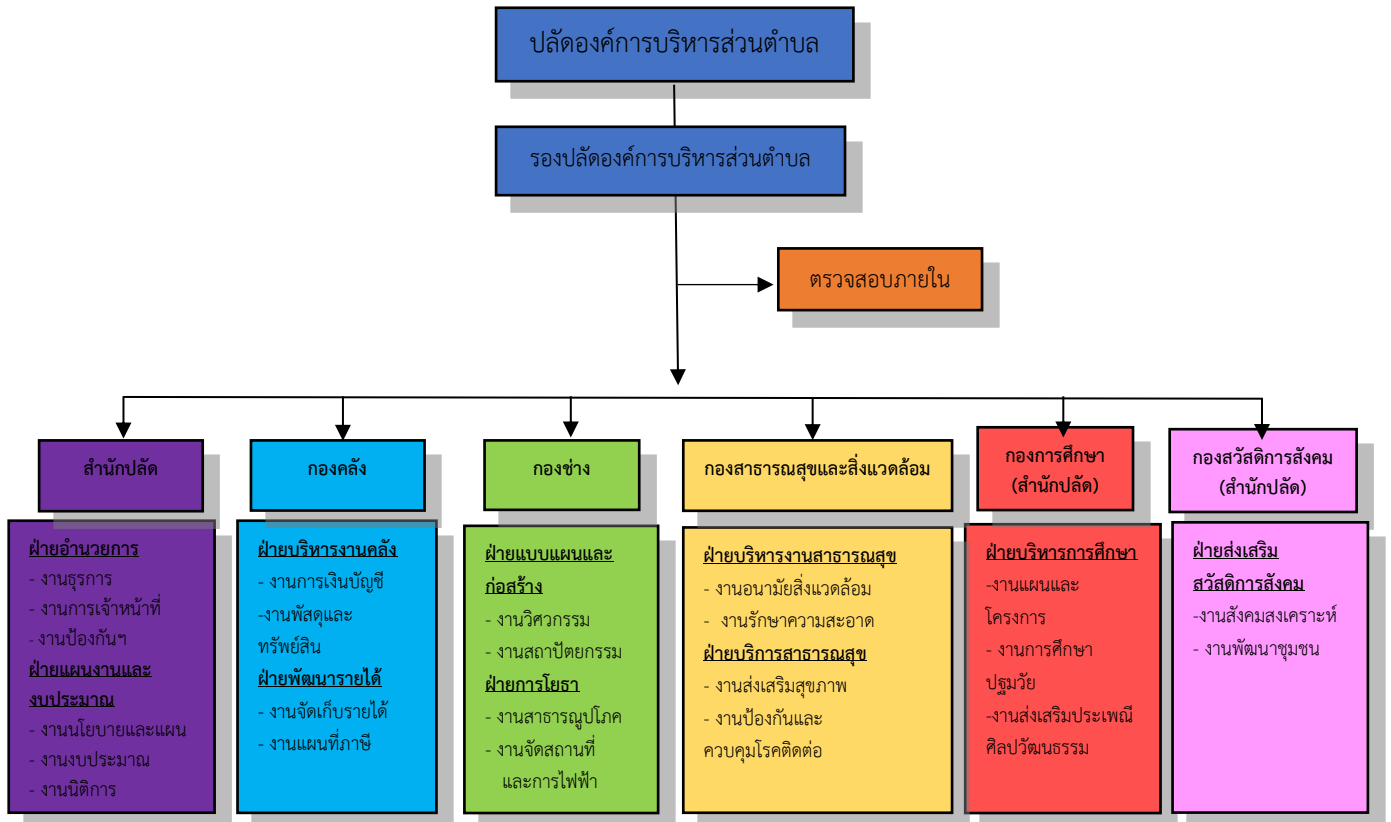 ปลัดองค์การบริหารส่วนตำบล
รองปลัดองค์การบริหารส่วนตำบล
ตรวจสอบภายใน
สำนักปลัด
ฝ่ายอำนวยการ
- งานธุรการ
- งานการเจ้าหน้าที่
- งานป้องกันฯ
ฝ่ายแผนงานและ
งบประมาณ
- งานนโยบายและแผน
- งานงบประมาณ
- งานนิติการ
กองคลัง
ฝ่ายบริหารงานคลัง
- งานการเงินบัญชี
-งานพัสดุและ
ทรัพย์สิน
ฝ่ายพัฒนารายได้
- งานจัดเก็บรายได้
- งานแผนที่ภาษี
กองช่าง
ฝ่ายแบบแผนและ
ก่อสร้าง
- งานวิศวกรรม
- งานสถาปัตยกรรม
ฝ่ายการโยธา
- งานสาธารณูปโภค
- งานจัดสถานที่
และการไฟฟ้า
กองสาธารณสุขและสิ่งแวดล้อม
ฝ่ายบริหารงานสาธารณสุข
- งานอนามัยสิ่งแวดล้อม
- งานรักษาความสะอาด
ฝ่ายบริการสาธารณสุข
- งานส่งเสริมสุขภาพ
- งานป้องกันและ
ควบคุมโรคติดต่อ
กองการศึกษา
(สำนักปลัด)
ฝ่ายบริหารการศึกษา
-งานแผนและ
โครงการ
- งานการศึกษา
ปฐมวัย
-งานส่งเสริมประเพณี
ศิลปวัฒนธรรม
กองสวัสดิการสังคม
(สำนักปลัด)
ฝ่ายส่งเสริม
สวัสดิการสังคม
-งานสังคมสงเคราะห์
- งานพัฒนาชุมชน